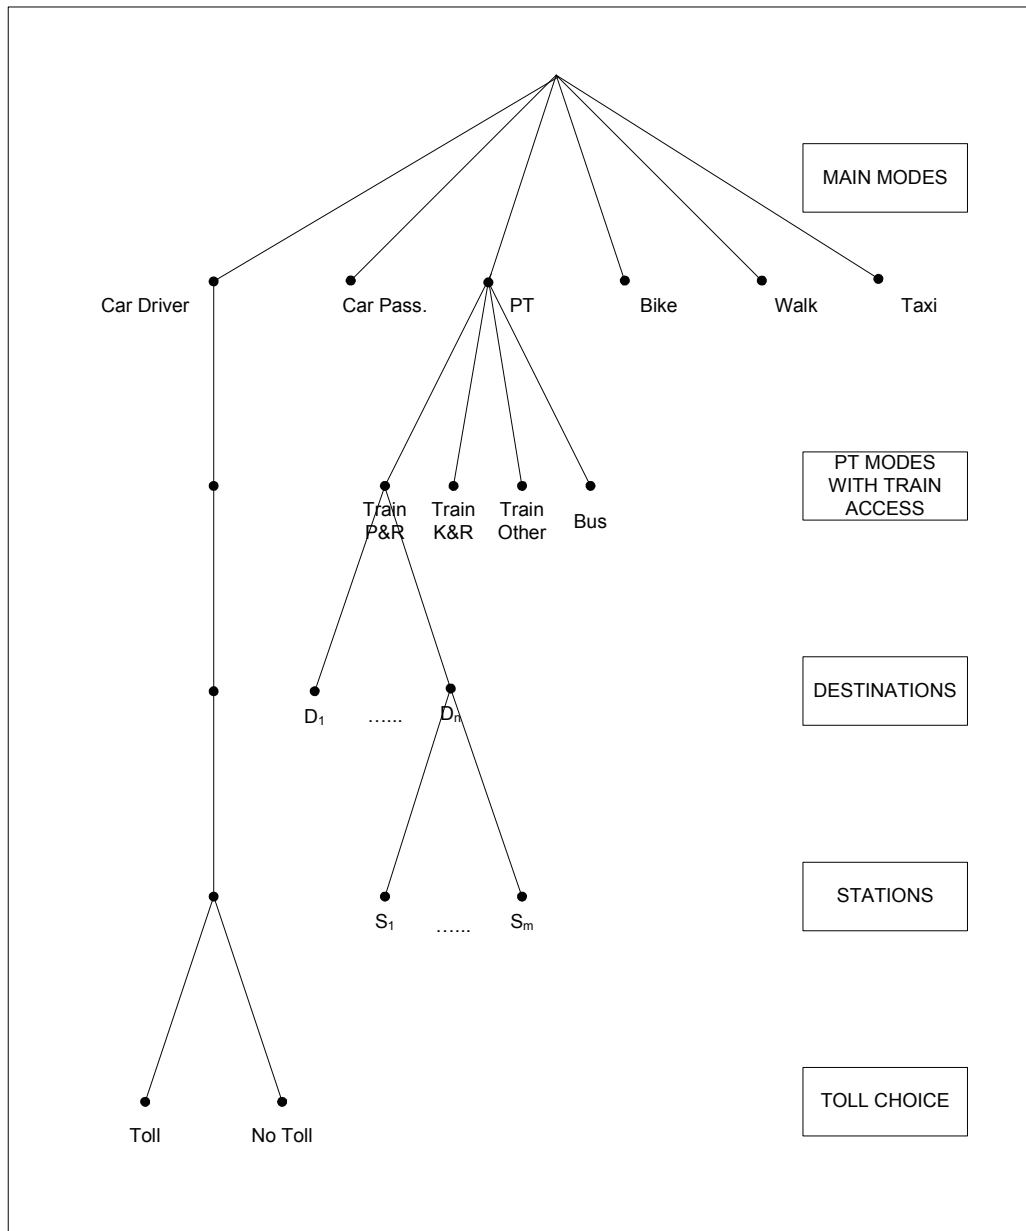 MAIN MODES
Car Driver
Car Pass.
PT
Bike
Walk
Taxi
PT MODES
WITH TRAIN
ACCESS
Train
P&R
Train
K&R
Train
Other
Bus
DESTINATIONS
D₁
…...
Dₙ
STATIONS
S₁
…...
Sₘ
TOLL CHOICE
Toll
No Toll